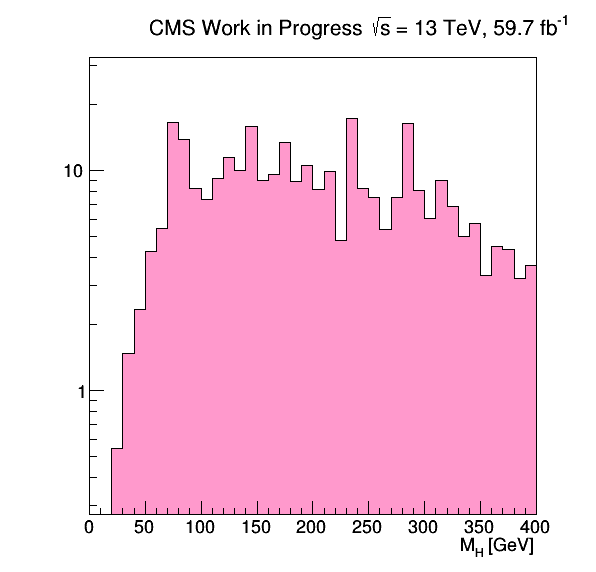 CMS Work in Progress √s = 13 TeV, 59.7 fb⁻¹
10
1
0 50 100 150 200 250 300 350 400
M_H [GeV]